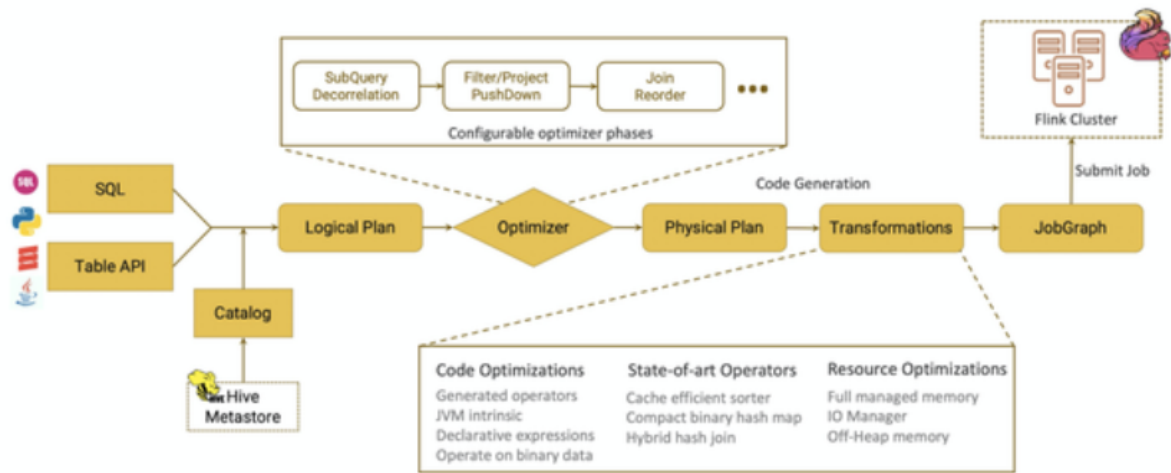 SubQuery
Decorrelation
Filter/Project
PushDown
Join
Reorder
Configurable optimizer phases
Flink Cluster
Submit Job
Code Generation
SQL
SQL
Table API
Logical Plan
Optimizer
Physical Plan
Transformations
JobGraph
Catalog
Hive
Metastore
Code Optimizations
Generated operators
JVM intrinsic
Declarative expressions
Operate on binary data
State-of-art Operators
Cache efficient sorter
Compact binary hash map
Hybrid hash join
Resource Optimizations
Full managed memory
IO Manager
Off-Heap memory